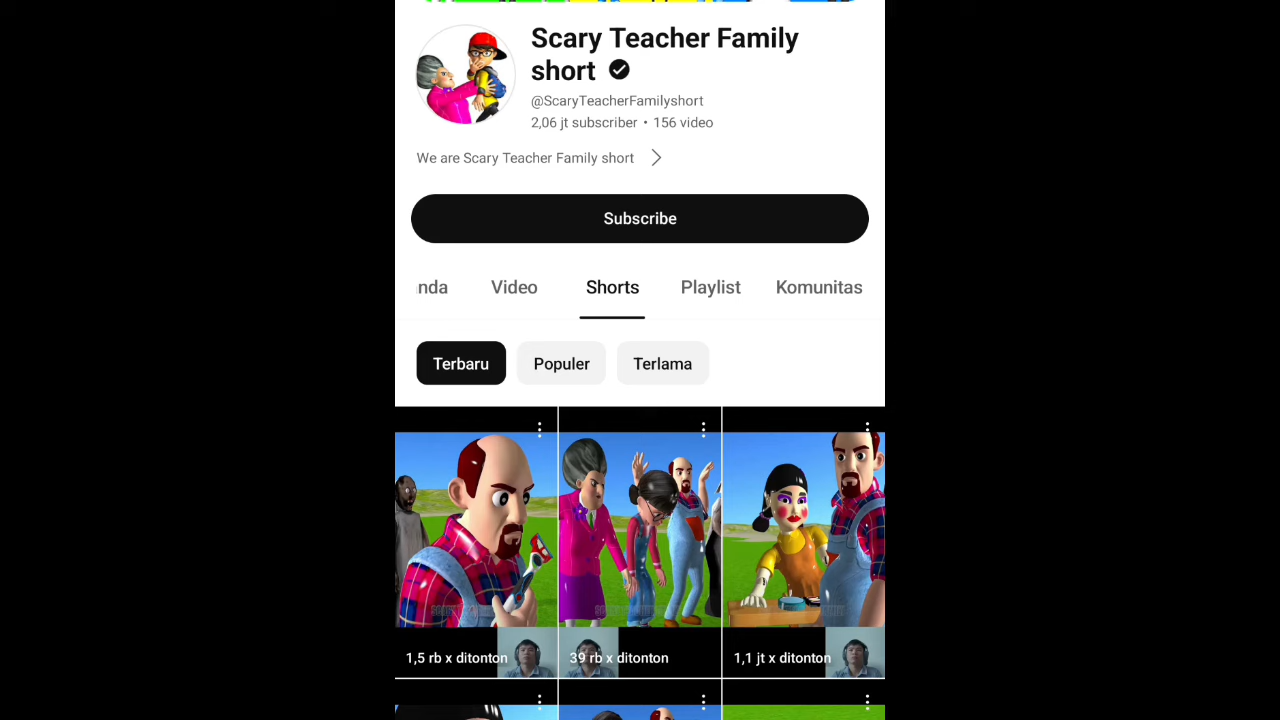 Scary Teacher Family
short
@ScaryTeacherFamilyshort
2,06 jt subscriber • 156 video
We are Scary Teacher Family short
Subscribe
nda Video Shorts Playlist Komunitas
Terbaru Populer Terlama
1,5 rb x ditonton 39 rb x ditonton 1,1 jt x ditonton